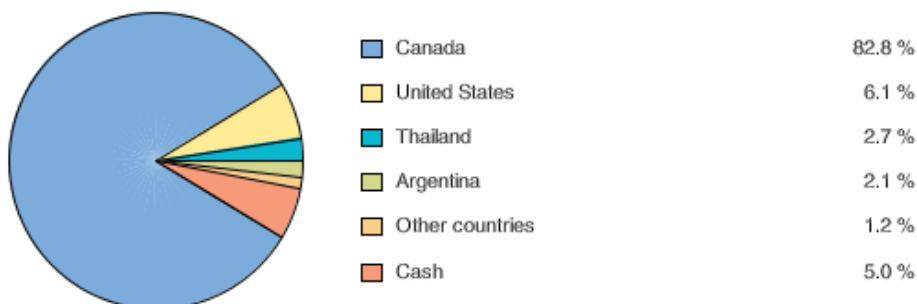 Canada 82.8 %
United States 6.1 %
Thailand 2.7 %
Argentina 2.1 %
Other countries 1.2 %
Cash 5.0 %